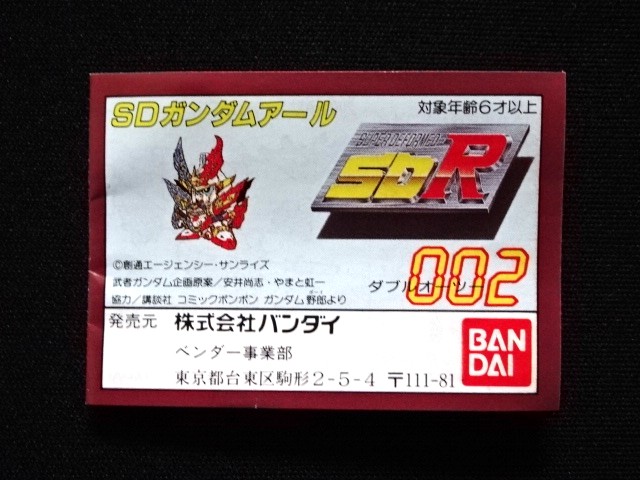 SDガンダムアール
対象年齢6才以上
SUPER DEFORMED
SDR
©創通エージェンシー・サンライズ
武者ガンダム企画原案/安井尚志・やまと虹一
協力/講談社 コミックボンボン ガンダム野郎より
ダブルオーツー
002
発売元 株式会社バンダイ
ベンダー事業部
東京都台東区駒形2-5-4 〒111-81
BAN
DAI